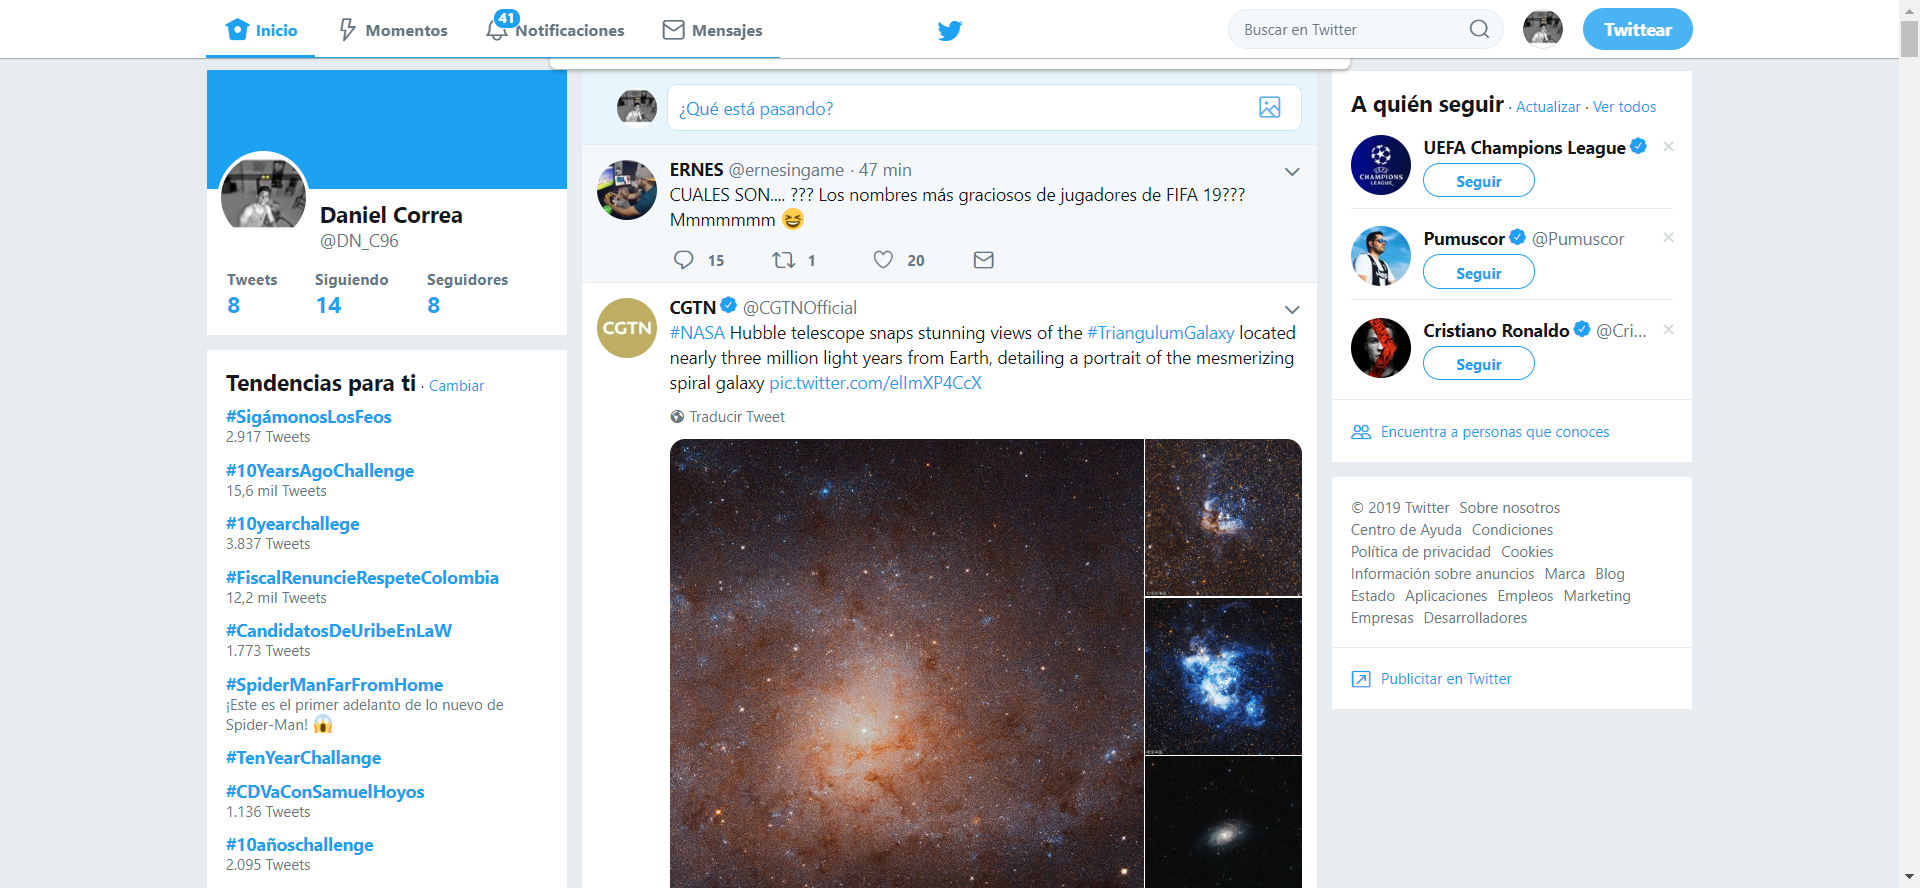 Inicio
Momentos
41
Notificaciones
Mensajes
Buscar en Twitter
Twittear
Daniel Correa
@DN_C96
Tweets Siguiendo Seguidores
8 14 8
Tendencias para ti · Cambiar
#SigámonosLosFeos
2.917 Tweets
#10YearsAgoChallenge
15,6 mil Tweets
#10yearchallege
3.837 Tweets
#FiscalRenuncieRespeteColombia
12,2 mil Tweets
#CandidatosDeUribeEnLaW
1.773 Tweets
#SpiderManFarFromHome
¡Este es el primer adelanto de lo nuevo de
Spider-Man! 😱
#TenYearChallange
#CDVaConSamuelHoyos
1.136 Tweets
#10añoschallenge
2.095 Tweets
¿Qué está pasando?
ERNES @ernesingame · 47 min
CUALES SON.... ??? Los nombres más graciosos de jugadores de FIFA 19???
Mmmmmmm 😆
15 1 20
CGTN
CGTN @CGTNOfficial
#NASA Hubble telescope snaps stunning views of the #TriangulumGalaxy located
nearly three million light years from Earth, detailing a portrait of the mesmerizing
spiral galaxy pic.twitter.com/elImXP4CcX
Traducir Tweet
A quién seguir · Actualizar · Ver todos
CHAMPIONS
LEAGUE
UEFA Champions League
Seguir
Pumuscor @Pumuscor
Seguir
Cristiano Ronaldo @Cri...
Seguir
Encuentra a personas que conoces
© 2019 Twitter Sobre nosotros
Centro de Ayuda Condiciones
Política de privacidad Cookies
Información sobre anuncios Marca Blog
Estado Aplicaciones Empleos Marketing
Empresas Desarrolladores
Publicitar en Twitter